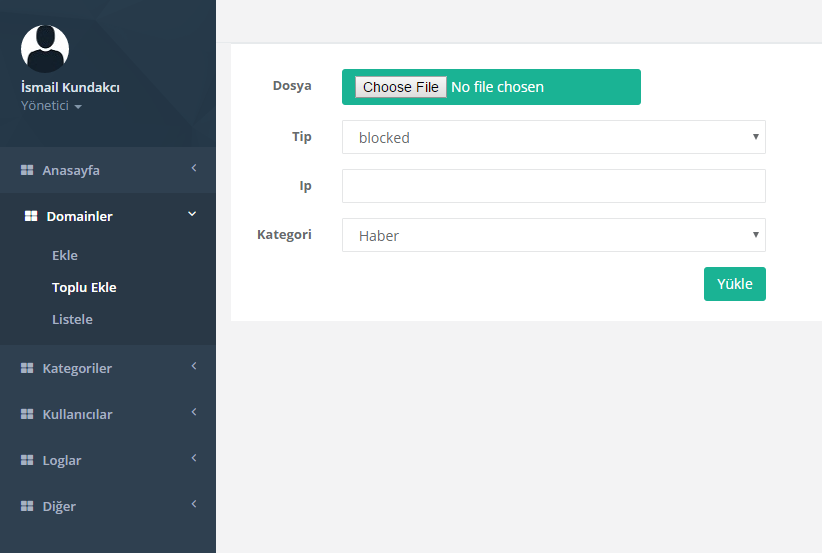 İsmail Kundakcı
Yönetici
Anasayfa
Domainler
Ekle
Toplu Ekle
Listele
Kategoriler
Kullanıcılar
Loglar
Diğer
Dosya
Choose File No file chosen
Tip
blocked
Ip
Kategori
Haber
Yükle